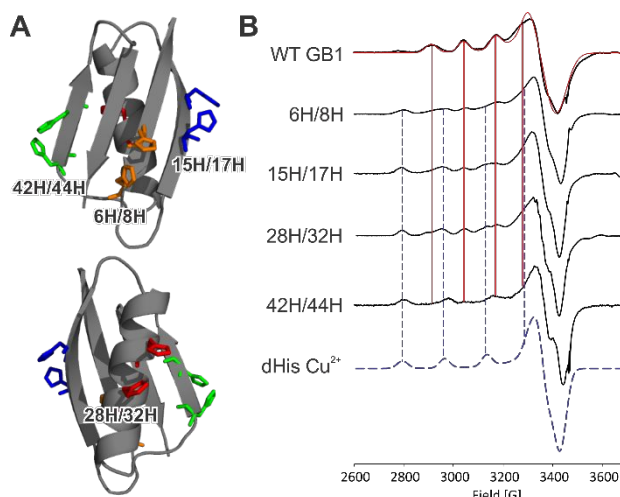 A
B
42H/44H
6H/8H
15H/17H
28H/32H
WT GB1
6H/8H
15H/17H
28H/32H
42H/44H
dHis Cu²⁺
2600 2800 3000 3200 3400 3600
Field [G]